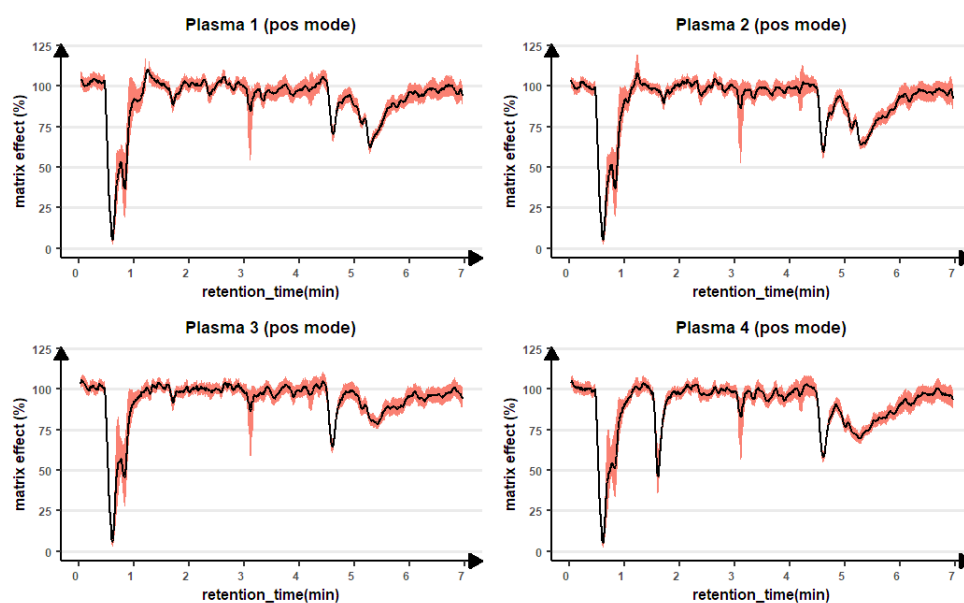 Plasma 1 (pos mode)
125
100
75
50
25
0
matrix effect (%)
0 1 2 3 4 5 6 7
retention_time(min)
Plasma 2 (pos mode)
125
100
75
50
25
0
matrix effect (%)
0 1 2 3 4 5 6 7
retention_time(min)
Plasma 3 (pos mode)
125
100
75
50
25
0
matrix effect (%)
0 1 2 3 4 5 6 7
retention_time(min)
Plasma 4 (pos mode)
125
100
75
50
25
0
matrix effect (%)
0 1 2 3 4 5 6 7
retention_time(min)